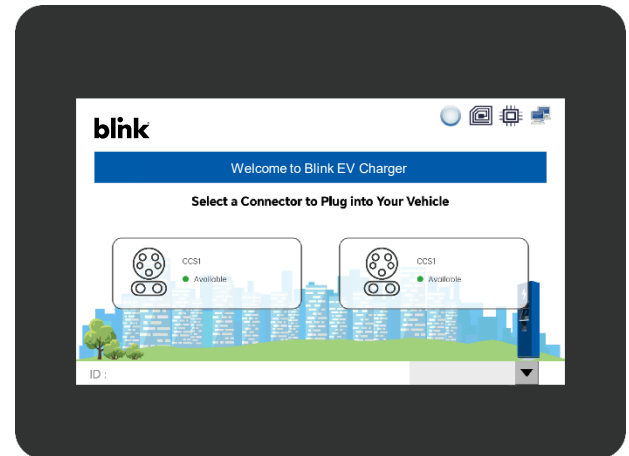 blink
Welcome to Blink EV Charger
Select a Connector to Plug into Your Vehicle
CCS1
Available
CCS1
Available
ID :